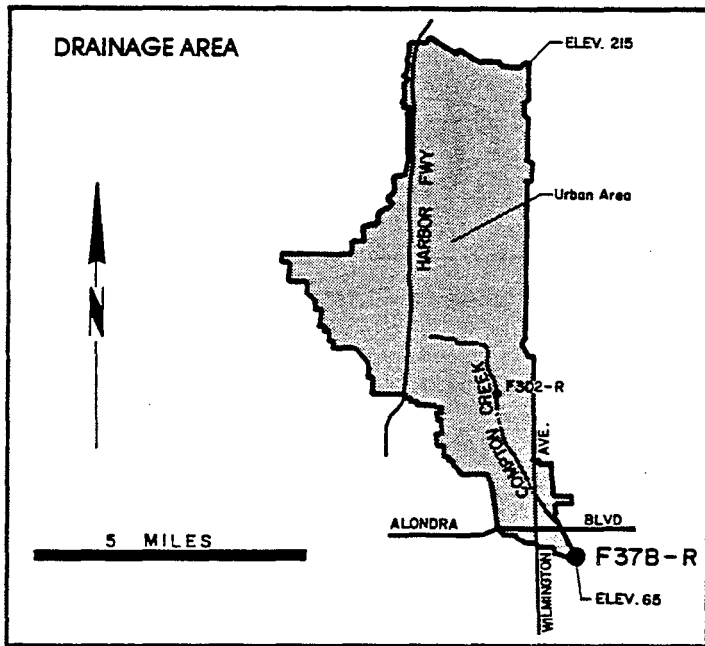 DRAINAGE AREA
ELEV. 215
HARBOR FWY
Urban Area
N
F302-R
COMPTON CREEK
AVE.
ALONDRA
BLVD
5 MILES
F37B-R
WILMINGTON
ELEV. 65